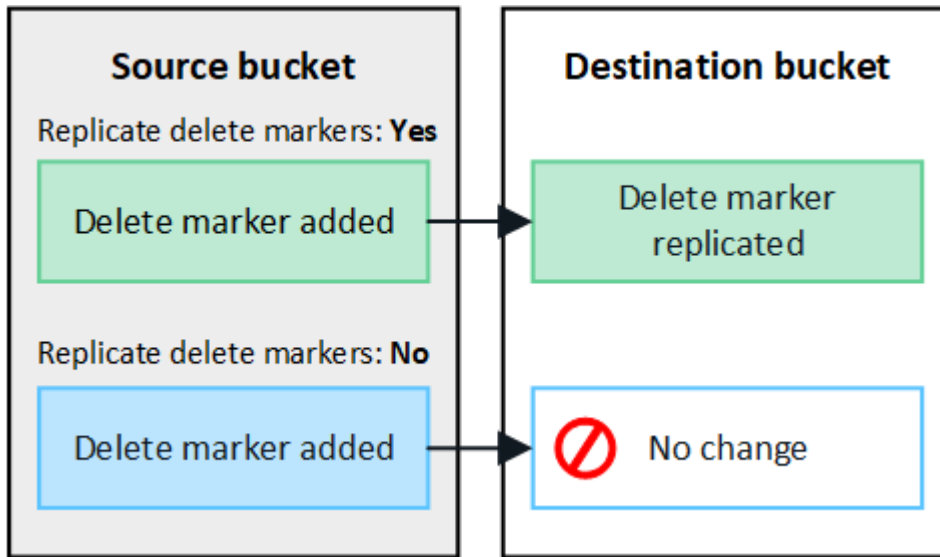 Source bucket
Replicate delete markers: Yes
Delete marker added
Replicate delete markers: No
Delete marker added
Destination bucket
Delete marker
replicated
No change